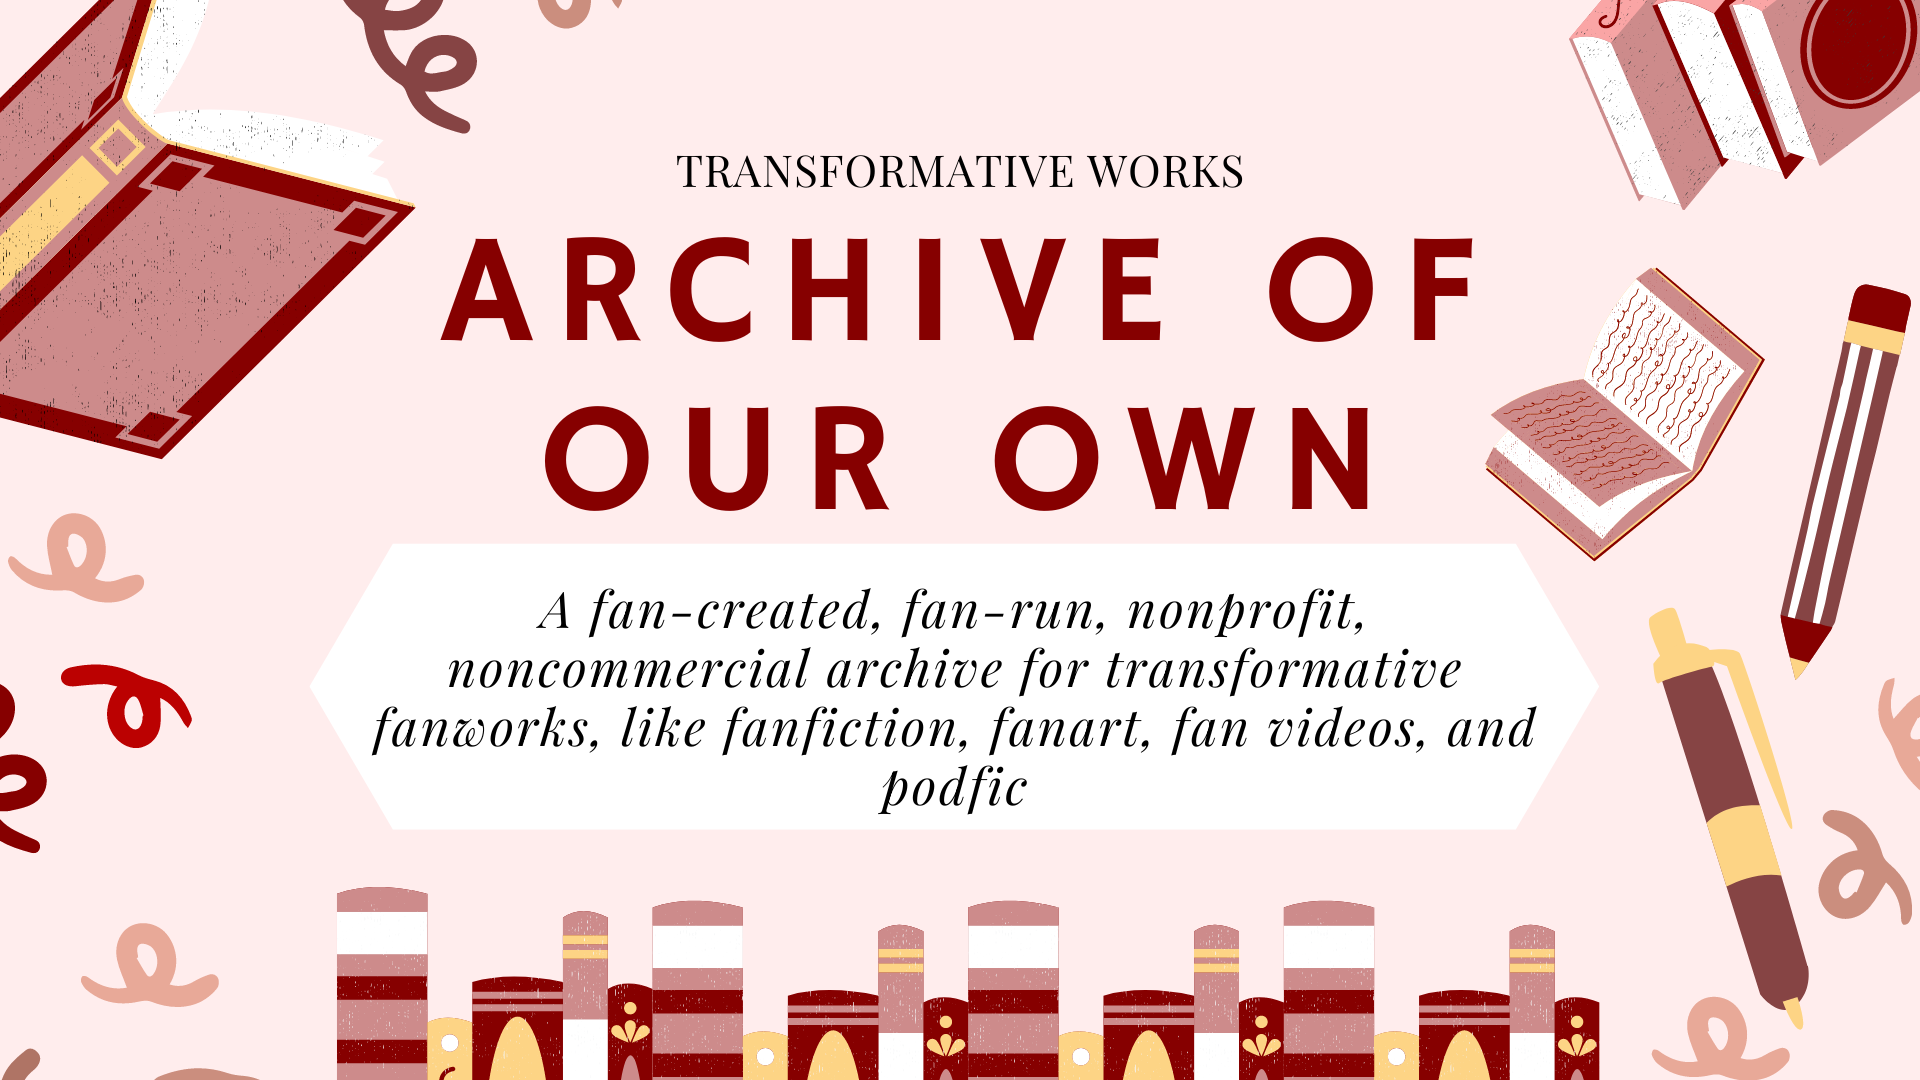 TRANSFORMATIVE WORKS
ARCHIVE OF
OUR OWN
A fan-created, fan-run, nonprofit,
noncommercial archive for transformative
fanworks, like fanfiction, fanart, fan videos, and
podfic